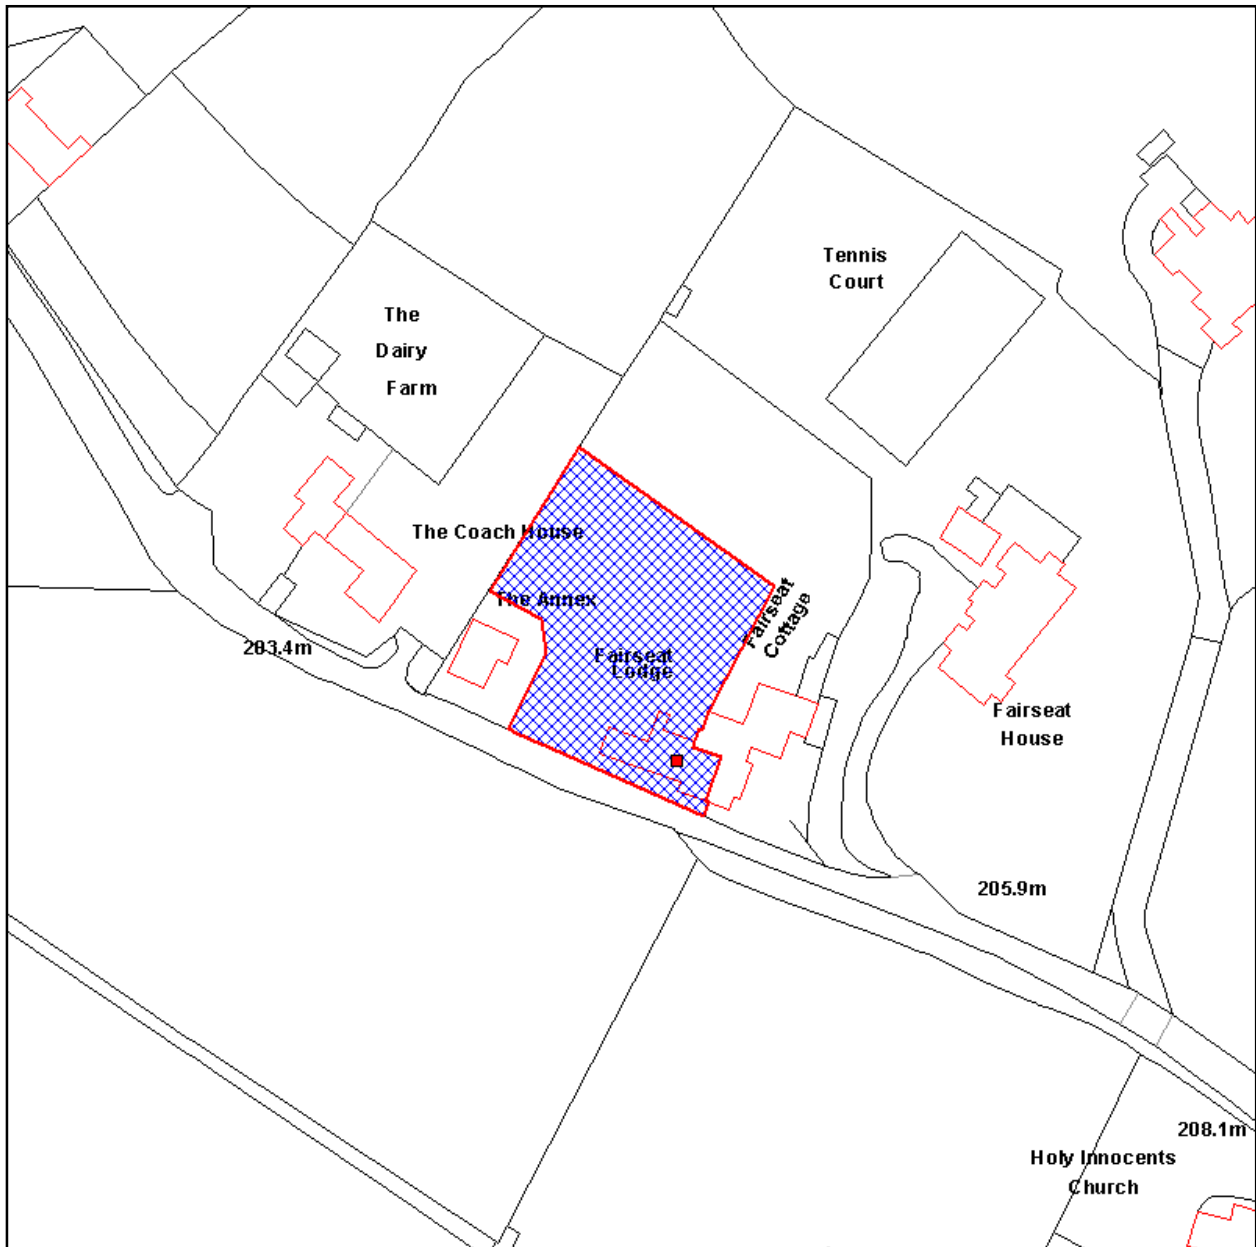 Tennis
Court
The
Dairy
Farm
The Coach House
The Annex
Fairseat
Cottage
203.4m
Fairseat
Lodge
Fairseat
House
205.9m
208.1m
Holy Innocents
Church